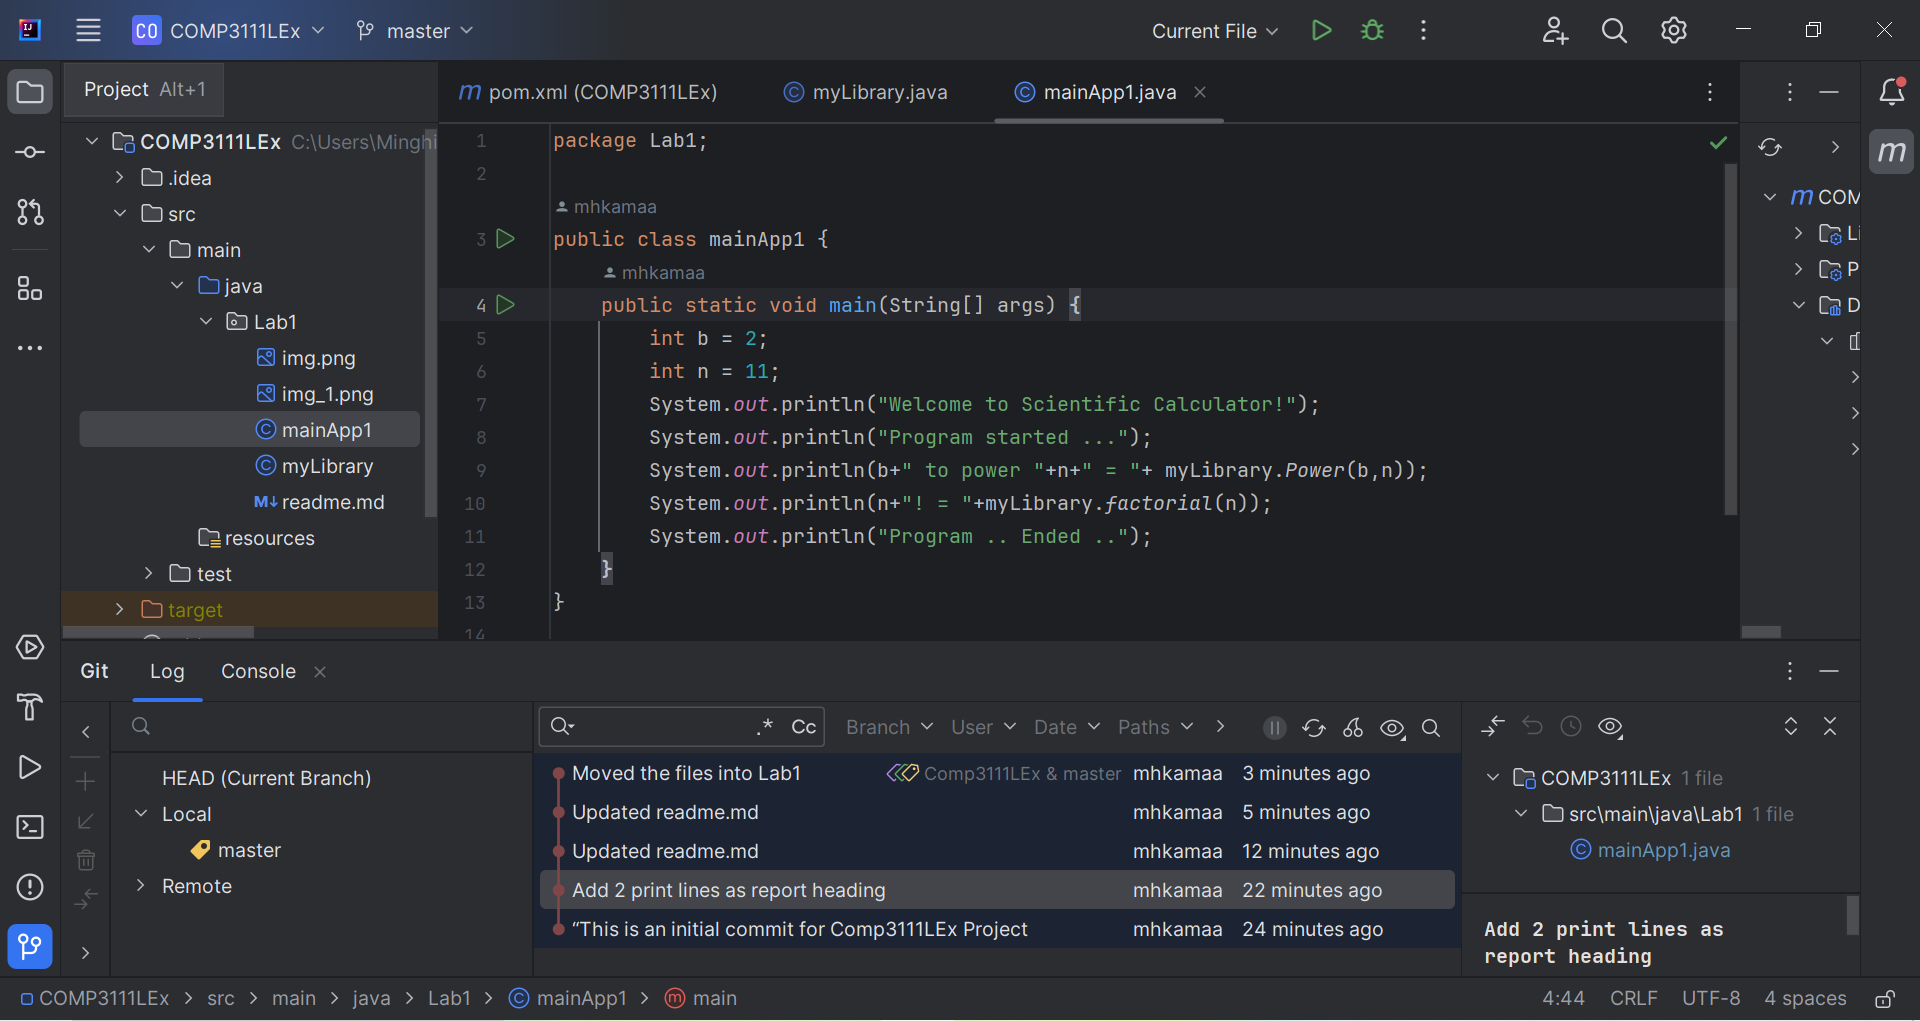 CO COMP3111LEx master Current File
Project Alt+1
pom.xml (COMP3111LEx) myLibrary.java mainApp1.java
COMP3111LEx C:\Users\Minghi
.idea
src
main
java
Lab1
img.png
img_1.png
mainApp1
myLibrary
M↓ readme.md
resources
test
target
1 package Lab1;
2
mhkamaa
3 public class mainApp1 {
mhkamaa
4 public static void main(String[] args) {
5 int b = 2;
6 int n = 11;
7 System.out.println("Welcome to Scientific Calculator!");
8 System.out.println("Program started ...");
9 System.out.println(b+" to power "+n+" = "+ myLibrary.Power(b,n));
10 System.out.println(n+"! = "+myLibrary.factorial(n));
11 System.out.println("Program .. Ended ..");
12 }
13 }
14
m
m COM
Li
P
D
Git Log Console
.* Cc Branch User Date Paths
HEAD (Current Branch)
Local
master
Remote
Moved the files into Lab1 Comp3111LEx & master mhkamaa 3 minutes ago
Updated readme.md mhkamaa 5 minutes ago
Updated readme.md mhkamaa 12 minutes ago
Add 2 print lines as report heading mhkamaa 22 minutes ago
“This is an initial commit for Comp3111LEx Project mhkamaa 24 minutes ago
COMP3111LEx 1 file
src\main\java\Lab1 1 file
mainApp1.java
Add 2 print lines as
report heading
COMP3111LEx > src > main > java > Lab1 > mainApp1 > main 4:44 CRLF UTF-8 4 spaces